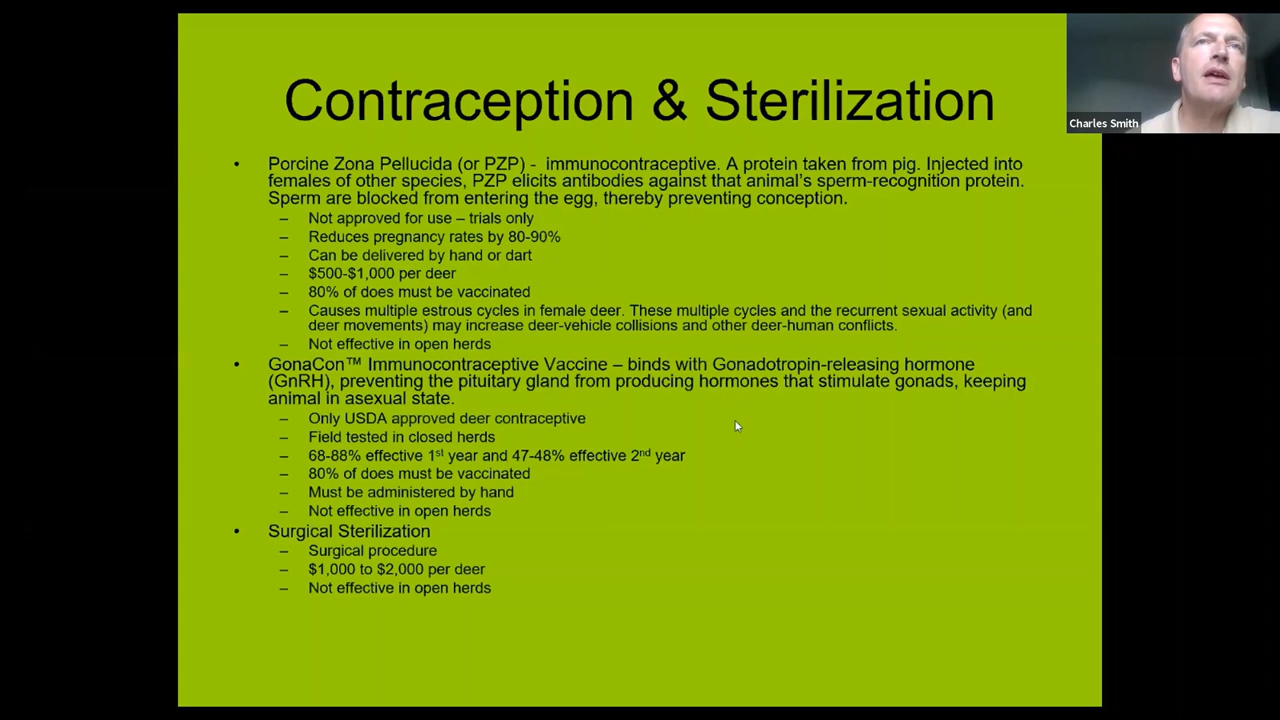 Contraception & Sterilization
Charles Smith
• Porcine Zona Pellucida (or PZP) - immunocontraceptive. A protein taken from pig. Injected into
females of other species, PZP elicits antibodies against that animal's sperm-recognition protein.
Sperm are blocked from entering the egg, thereby preventing conception.
– Not approved for use – trials only
– Reduces pregnancy rates by 80-90%
– Can be delivered by hand or dart
– $500-$1,000 per deer
– 80% of does must be vaccinated
– Causes multiple estrous cycles in female deer. These multiple cycles and the recurrent sexual activity (and
deer movements) may increase deer-vehicle collisions and other deer-human conflicts.
– Not effective in open herds
• GonaCon™ Immunocontraceptive Vaccine – binds with Gonadotropin-releasing hormone
(GnRH), preventing the pituitary gland from producing hormones that stimulate gonads, keeping
animal in asexual state.
– Only USDA approved deer contraceptive
– Field tested in closed herds
– 68-88% effective 1st year and 47-48% effective 2nd year
– 80% of does must be vaccinated
– Must be administered by hand
– Not effective in open herds
• Surgical Sterilization
– Surgical procedure
– $1,000 to $2,000 per deer
– Not effective in open herds